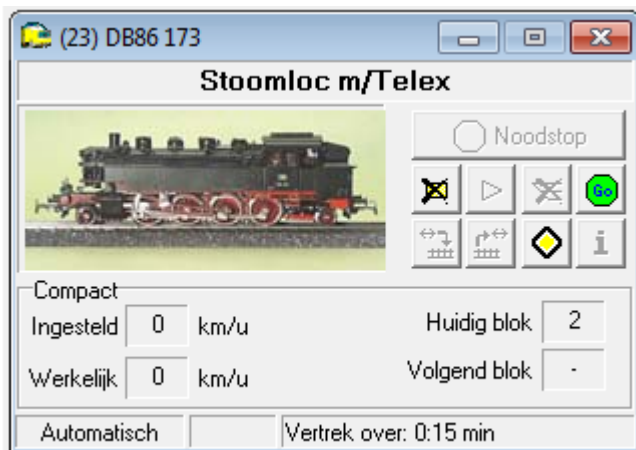 (23) DB86 173
Stoomloc m/Telex
Noodstop
Go
i
Compact
Ingesteld 0 km/u
Huidig blok 2
Werkelijk 0 km/u
Volgend blok -
Automatisch
Vertrek over: 0:15 min